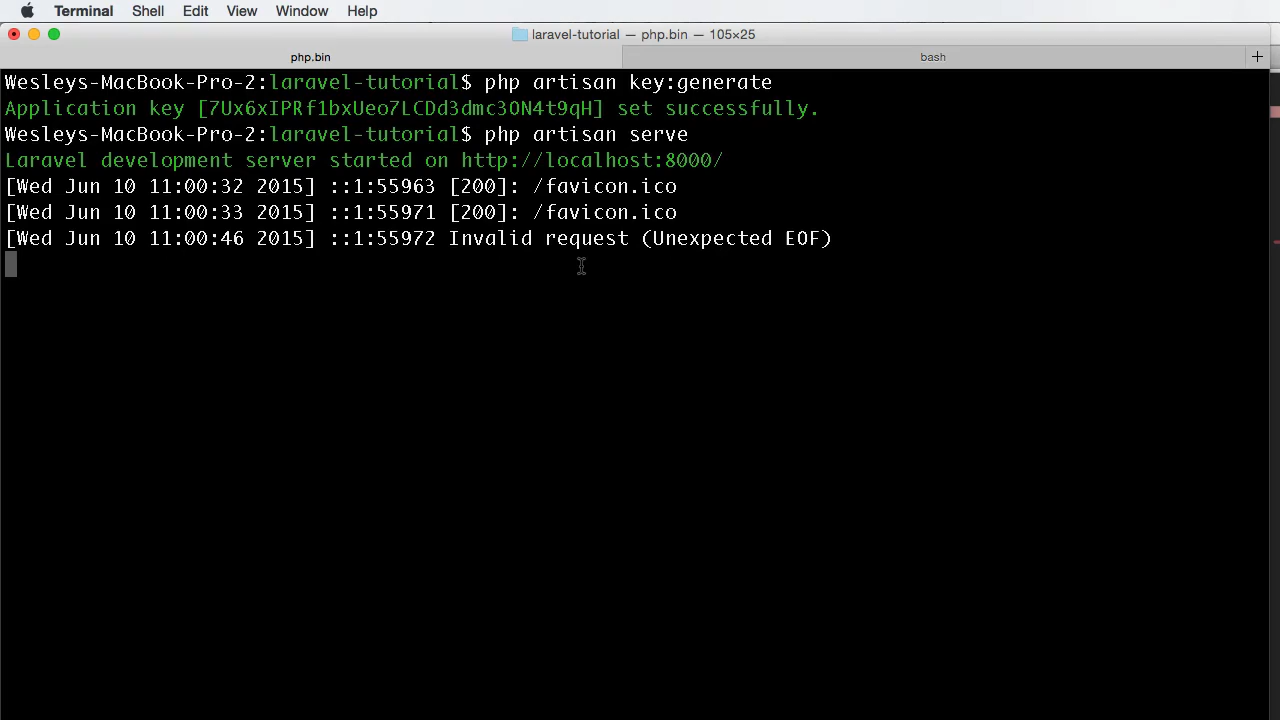 Terminal Shell Edit View Window Help
laravel-tutorial — php.bin — 105×25
php.bin
bash
+
Wesleys-MacBook-Pro-2:laravel-tutorial$ php artisan key:generate
Application key [7Ux6xIPRf1bxUeo7LCDd3dmc3ON4t9qH] set successfully.
Wesleys-MacBook-Pro-2:laravel-tutorial$ php artisan serve
Laravel development server started on http://localhost:8000/
[Wed Jun 10 11:00:32 2015] ::1:55963 [200]: /favicon.ico
[Wed Jun 10 11:00:33 2015] ::1:55971 [200]: /favicon.ico
[Wed Jun 10 11:00:46 2015] ::1:55972 Invalid request (Unexpected EOF)